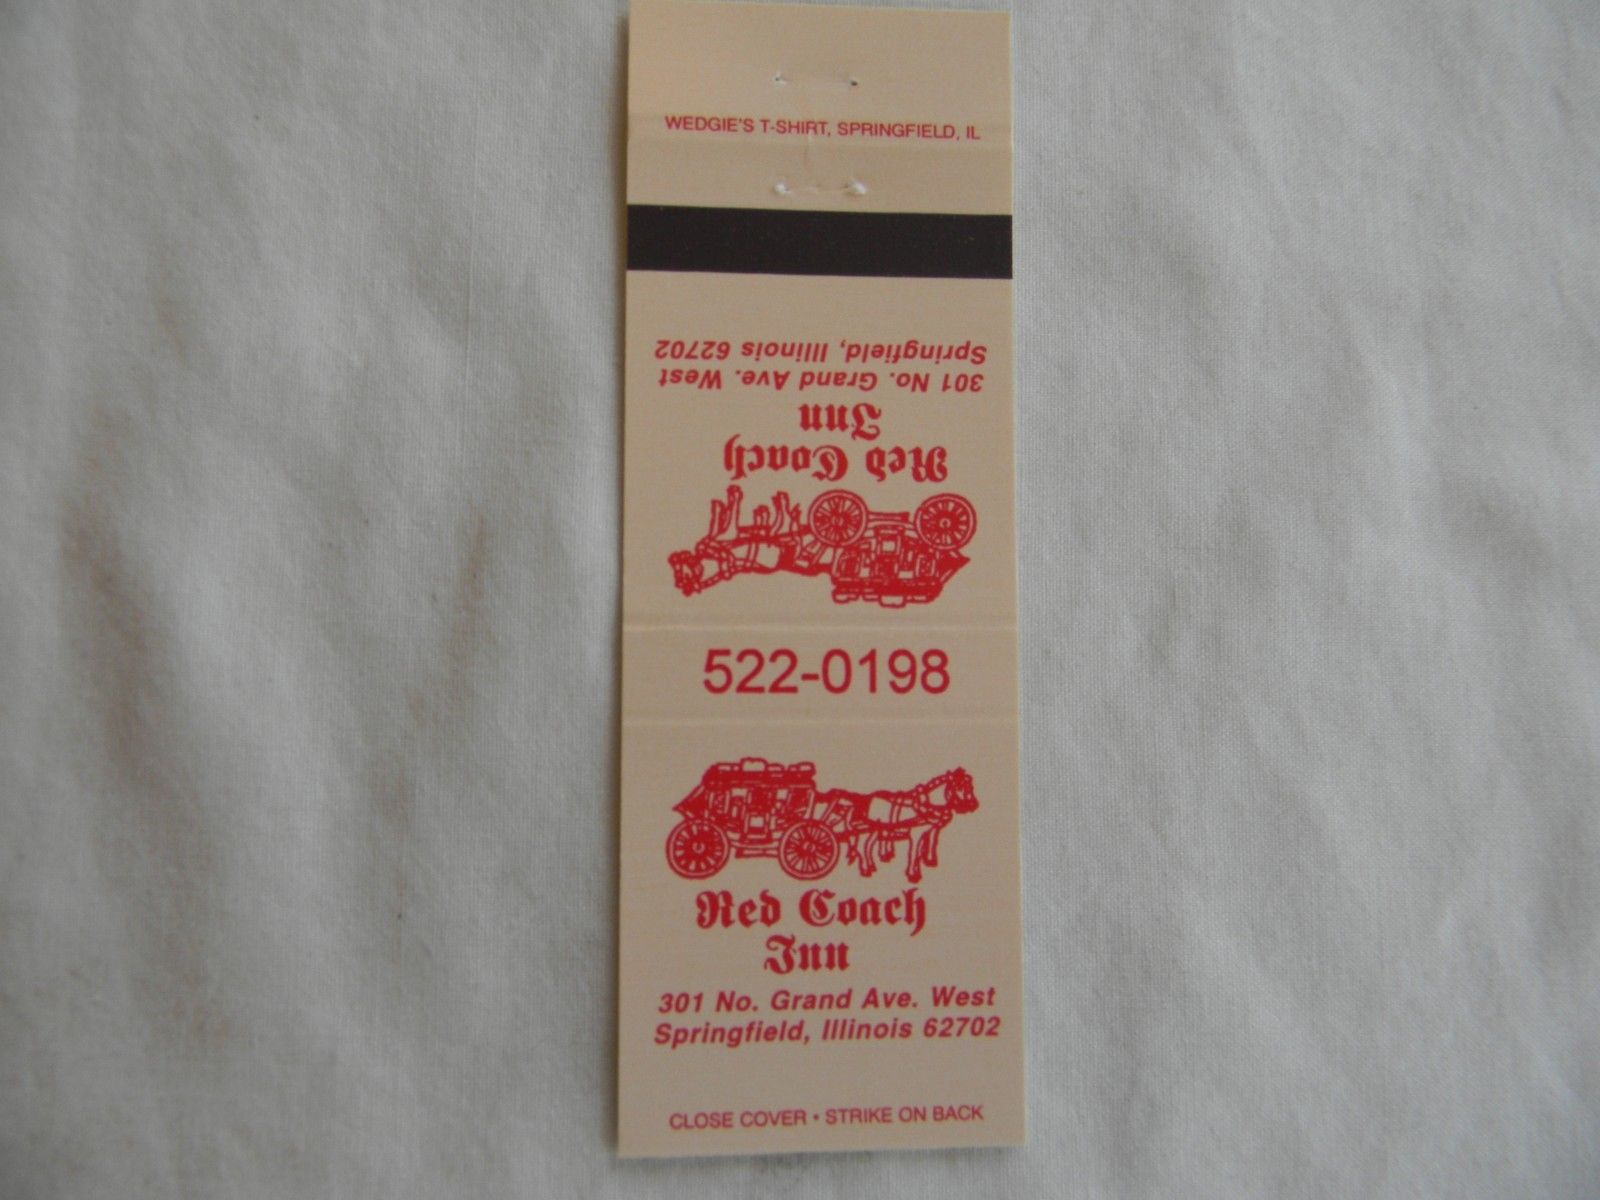 WEDGIE'S T-SHIRT, SPRINGFIELD, IL
Red Coach
Inn
301 No. Grand Ave. West
Springfield, Illinois 62702
522-0198
Red Coach
Inn
301 No. Grand Ave. West
Springfield, Illinois 62702
CLOSE COVER • STRIKE ON BACK